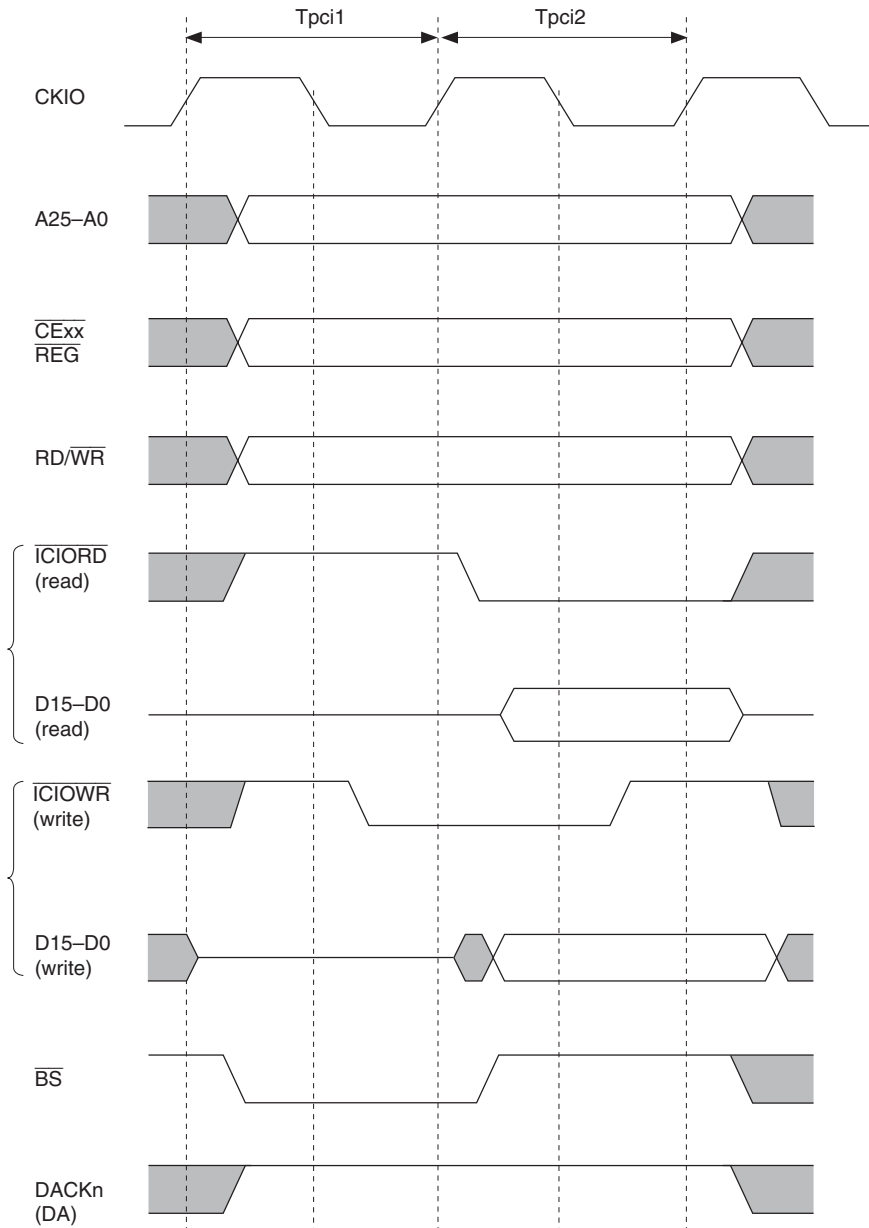 Tpci1 Tpci2
CKIO
A25–A0
CExx
REG
RD/WR
ICIORD
(read)
D15–D0
(read)
ICIOWR
(write)
D15–D0
(write)
BS
DACKn
(DA)